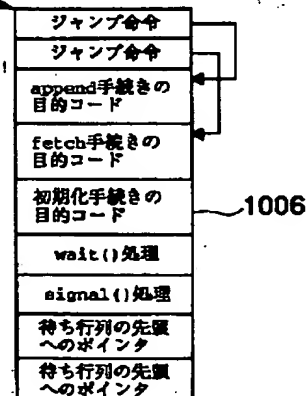 ジャンプ命令
ジャンプ命令
append手続きの
目的コード
fetch手続きの
目的コード
初期化手続きの
目的コード
1006
wait()処理
signal()処理
待ち行列の先頭
へのポインタ
待ち行列の先頭
へのポインタ